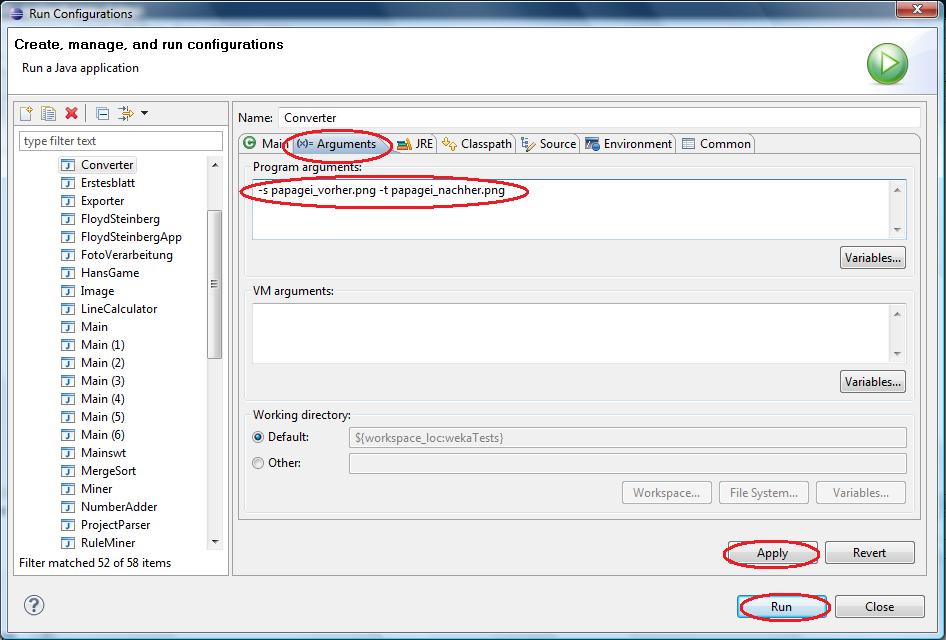 Run Configurations
Create, manage, and run configurations
Run a Java application
type filter text
Converter
Erstesblatt
Exporter
FloydSteinberg
FloydSteinbergApp
FotoVerarbeitung
HansGame
Image
LineCalculator
Main
Main (1)
Main (2)
Main (3)
Main (4)
Main (5)
Main (6)
Mainswt
MergeSort
Miner
NumberAdder
ProjectParser
RuleMiner
Filter matched 52 of 58 items
Name: Converter
Main (x)= Arguments JRE Classpath Source Environment Common
Program arguments:
-s papagei_vorher.png -t papagei_nachher.png
Variables...
VM arguments:
Variables...
Working directory:
Default: ${workspace_loc:wekaTests}
Other:
Workspace... File System... Variables...
Apply Revert
Run Close